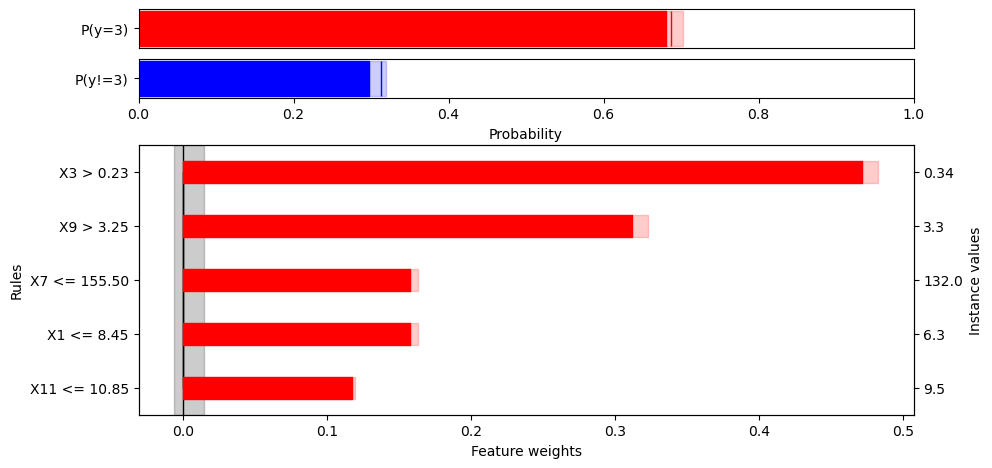 P(y=3)
P(y!=3)
0.0 0.2 0.4 0.6 0.8 1.0
Probability
X3 > 0.23 0.34
X9 > 3.25 3.3
X7 <= 155.50 132.0
X1 <= 8.45 6.3
X11 <= 10.85 9.5
Rules
Instance values
0.0 0.1 0.2 0.3 0.4 0.5
Feature weights